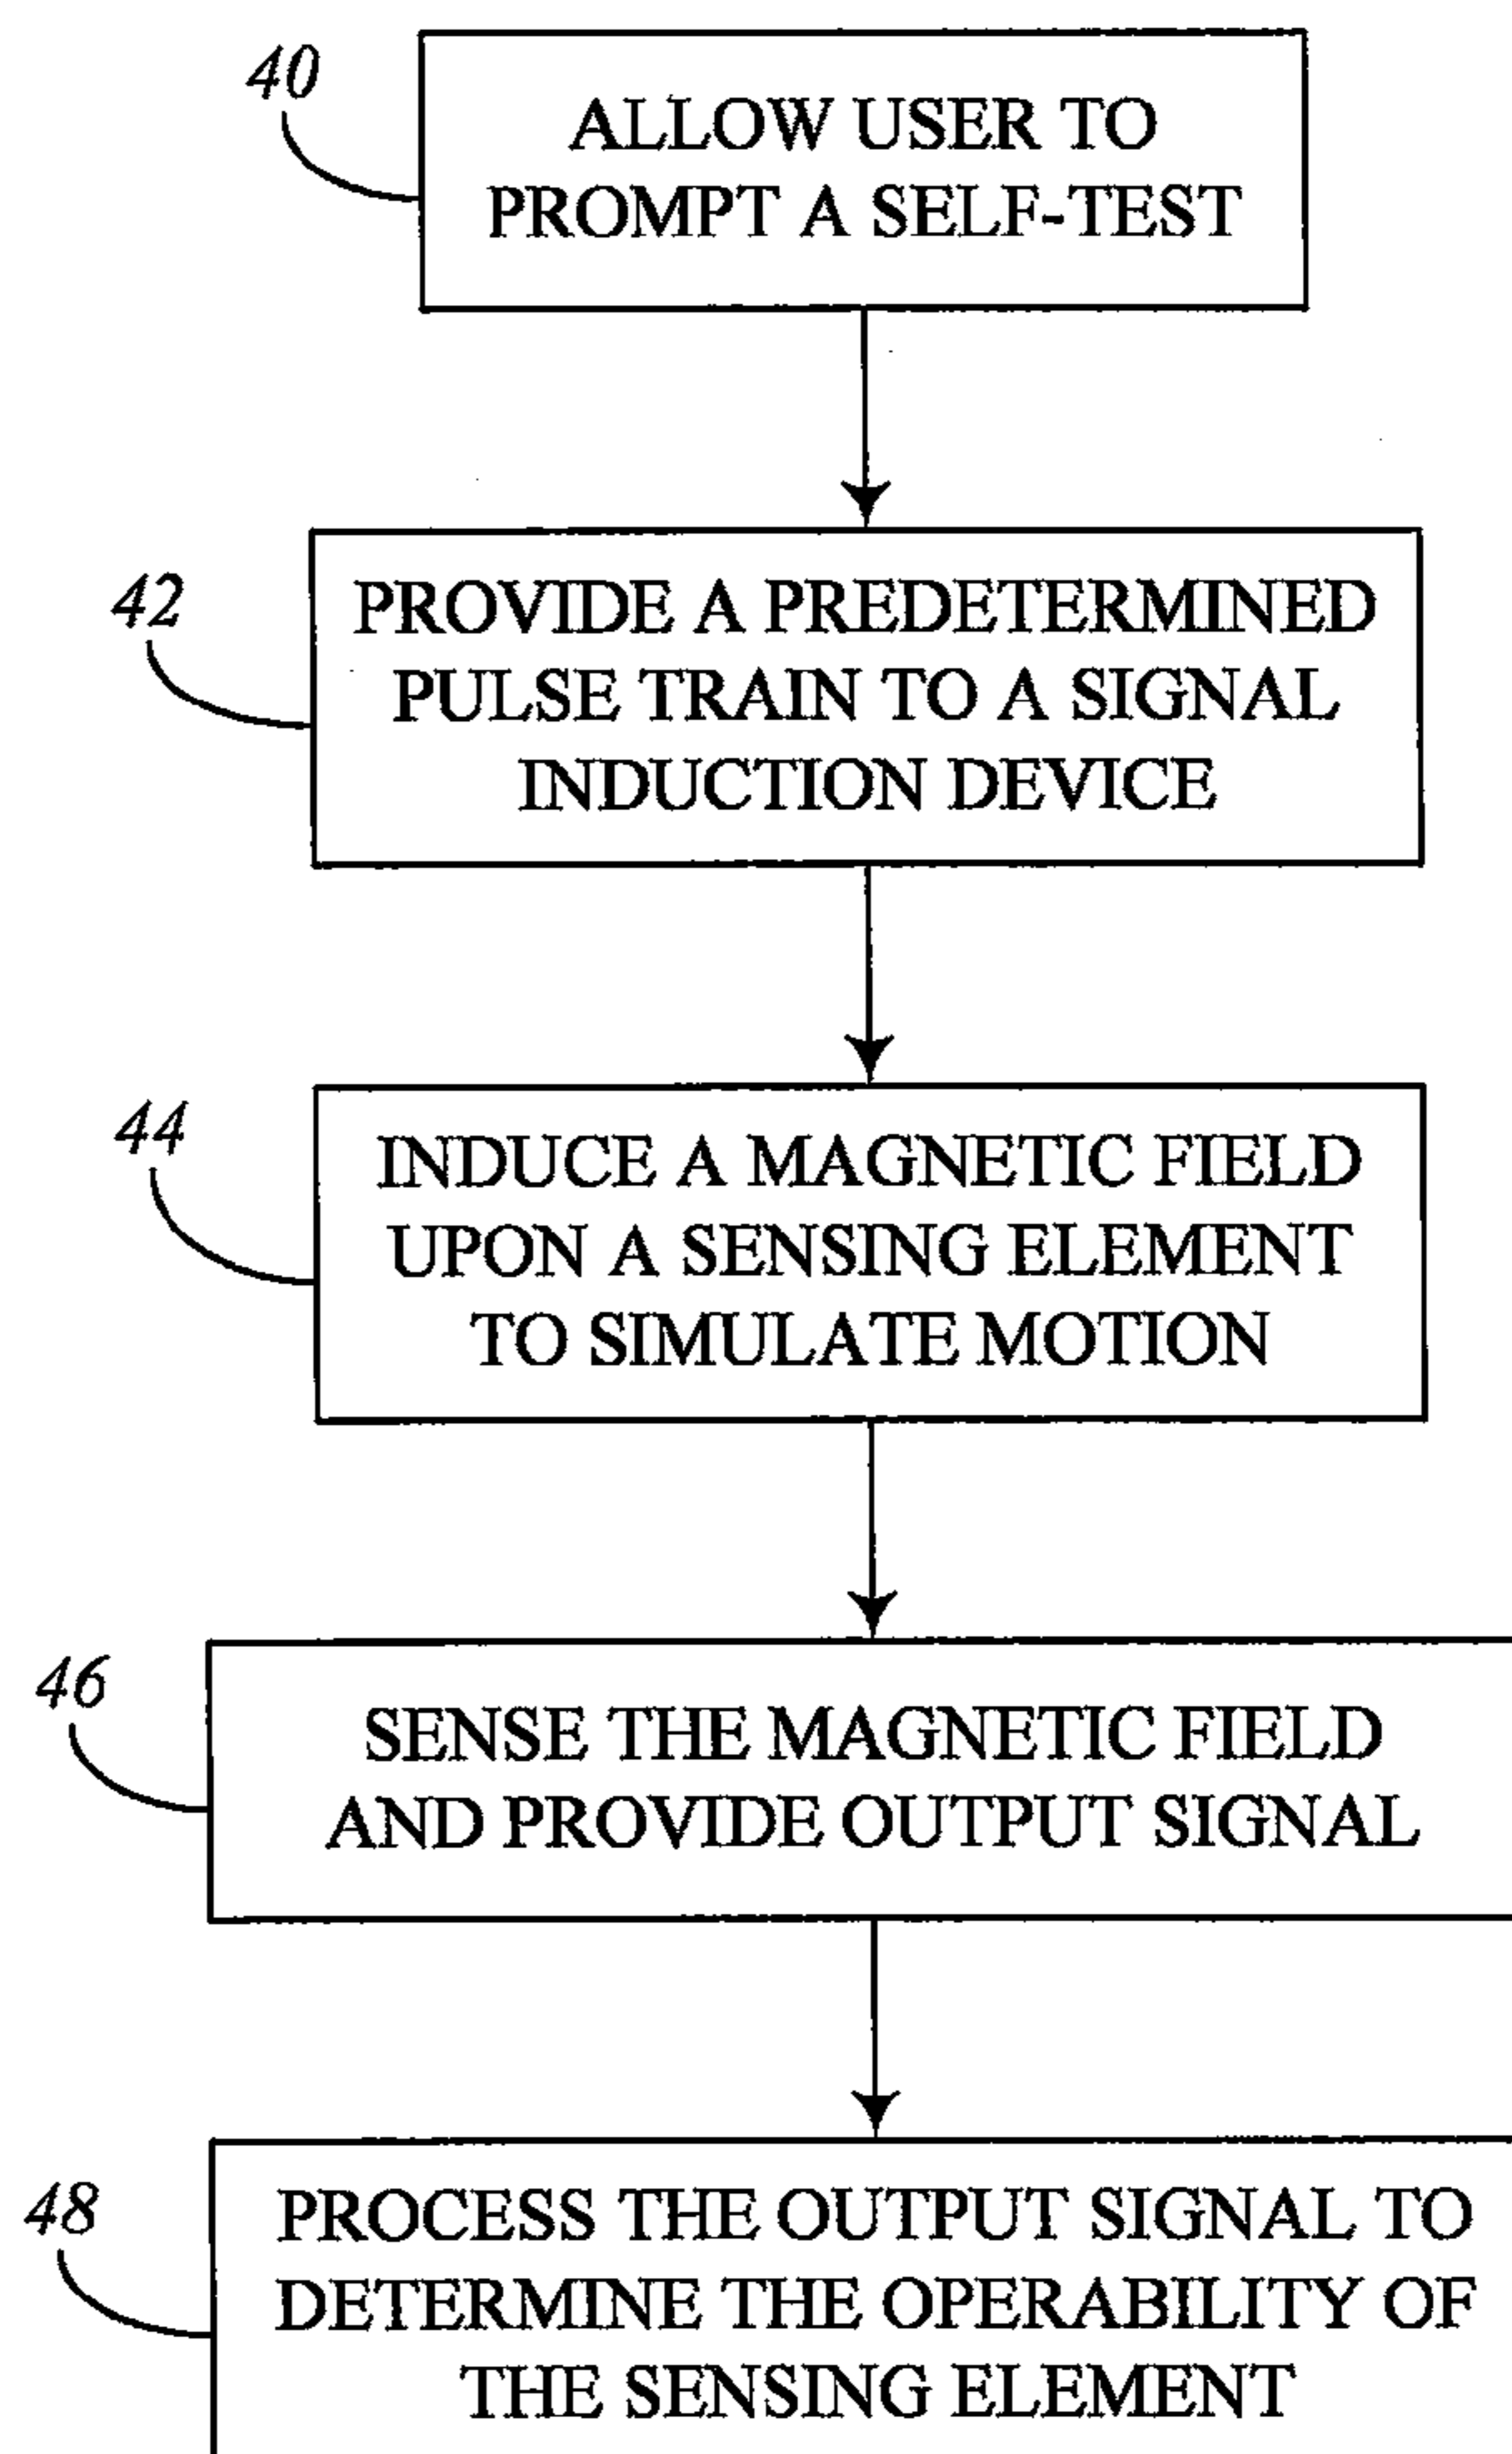 40
ALLOW USER TO
PROMPT A SELF-TEST
42
PROVIDE A PREDETERMINED
PULSE TRAIN TO A SIGNAL
INDUCTION DEVICE
44
INDUCE A MAGNETIC FIELD
UPON A SENSING ELEMENT
TO SIMULATE MOTION
46
SENSE THE MAGNETIC FIELD
AND PROVIDE OUTPUT SIGNAL
48
PROCESS THE OUTPUT SIGNAL TO
DETERMINE THE OPERABILITY OF
THE SENSING ELEMENT